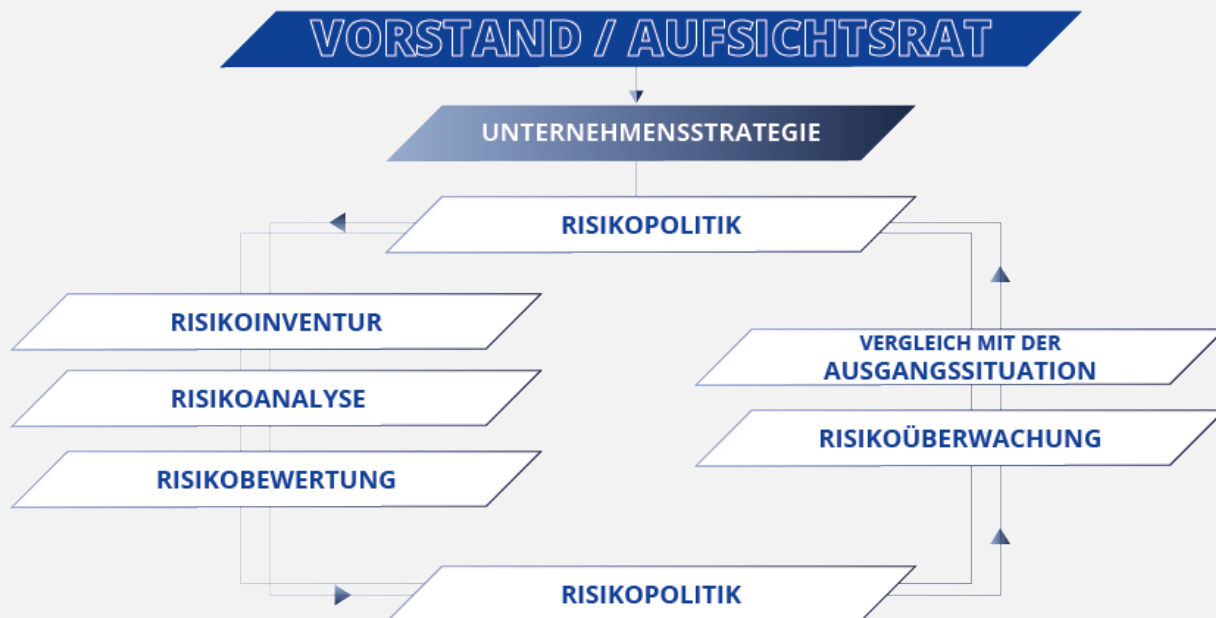 VORSTAND / AUFSICHTSRAT
UNTERNEHMENSSTRATEGIE
RISIKOPOLITIK
RISIKOINVENTUR
RISIKOANALYSE
RISIKOBEWERTUNG
VERGLEICH MIT DER
AUSGANGSSITUATION
RISIKOÜBERWACHUNG
RISIKOPOLITIK